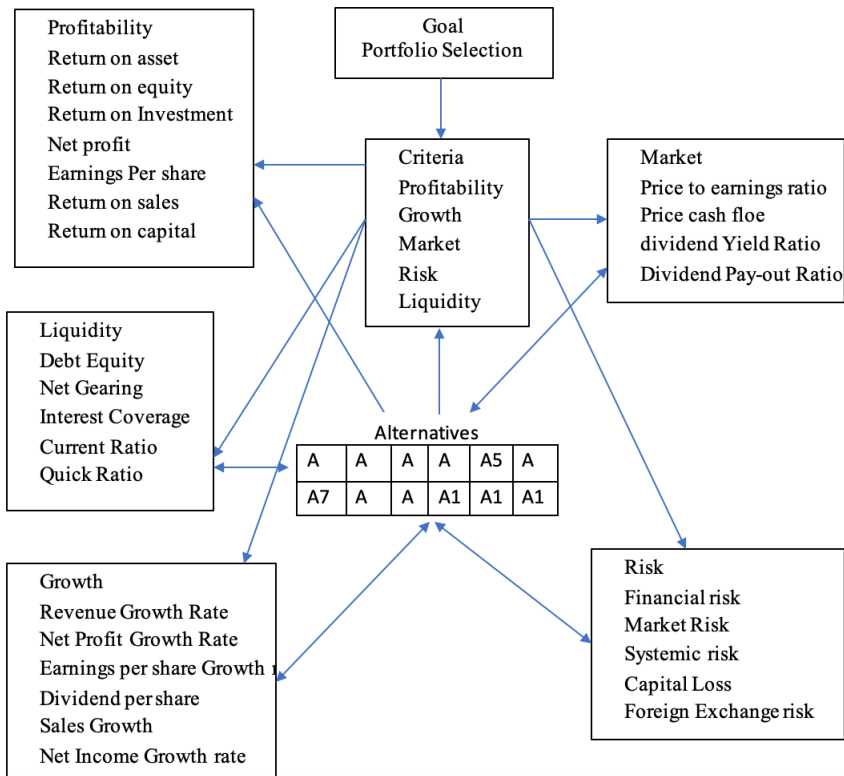 Goal
Portfolio Selection
Profitability
Return on asset
Return on equity
Return on Investment
Net profit
Earnings Per share
Return on sales
Return on capital
Criteria
Profitability
Growth
Market
Risk
Liquidity
Market
Price to earnings ratio
Price cash floe
dividend Yield Ratio
Dividend Pay-out Ratio
Liquidity
Debt Equity
Net Gearing
Interest Coverage
Current Ratio
Quick Ratio
Alternatives
A A A A A5 A
A7 A A A1 A1 A1
Growth
Revenue Growth Rate
Net Profit Growth Rate
Earnings per share Growth
Dividend per share
Sales Growth
Net Income Growth rate
Risk
Financial risk
Market Risk
Systemic risk
Capital Loss
Foreign Exchange risk